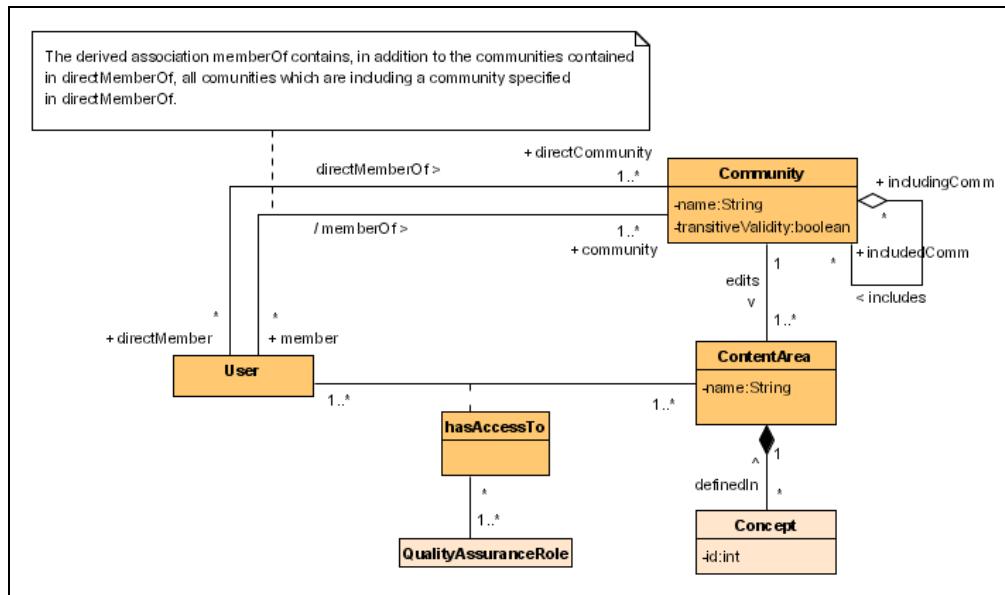 The derived association memberOf contains, in addition to the communities contained
in directMemberOf, all comunities which are including a community specified
in directMemberOf.
directMemberOf >
+ directCommunity
1..*
/ memberOf >
1..*
+ community
Community
-name:String
-transitiveValidity:boolean
+ includingComm
*
+ includedComm
*
< includes
1
edits
v
1..*
*
+ directMember
*
+ member
User
1..*
1..*
ContentArea
-name:String
hasAccessTo
*
1..*
QualityAssuranceRole
1
^
definedIn
*
Concept
-id:int